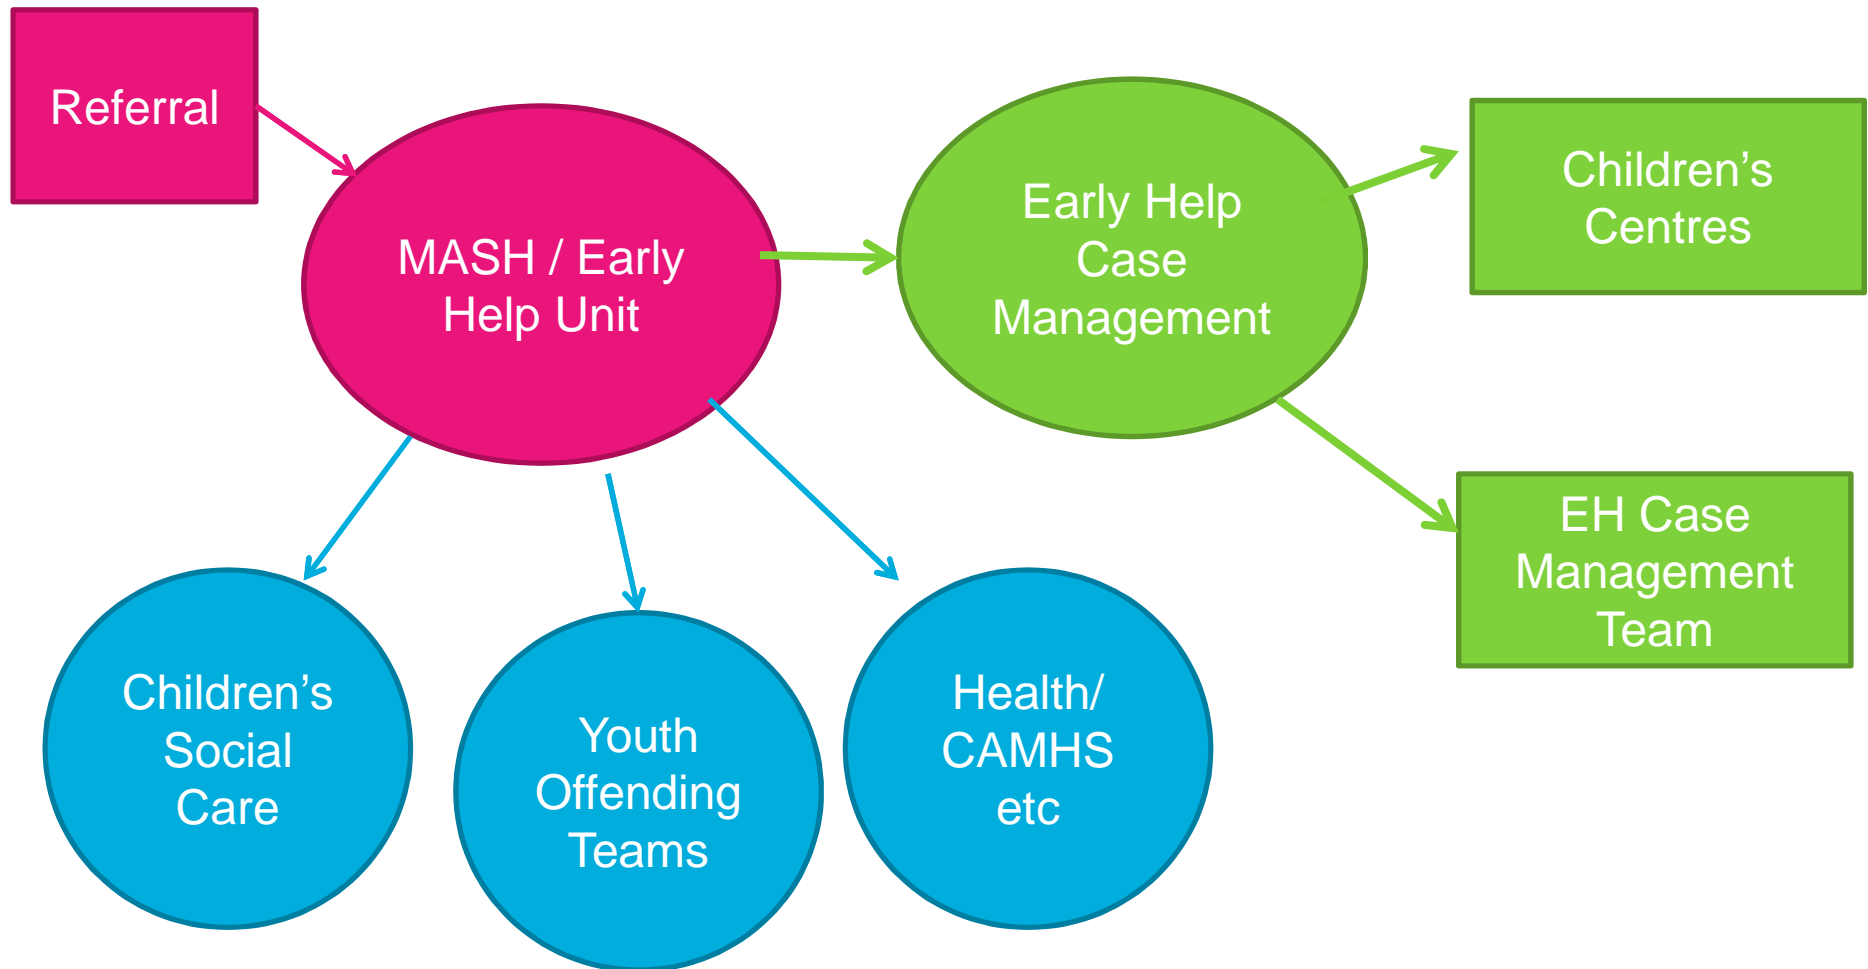 Referral
MASH / Early
Help Unit
Early Help
Case
Management
Children’s
Centres
EH Case
Management
Team
Children’s
Social
Care
Youth
Offending
Teams
Health/
CAMHS
etc